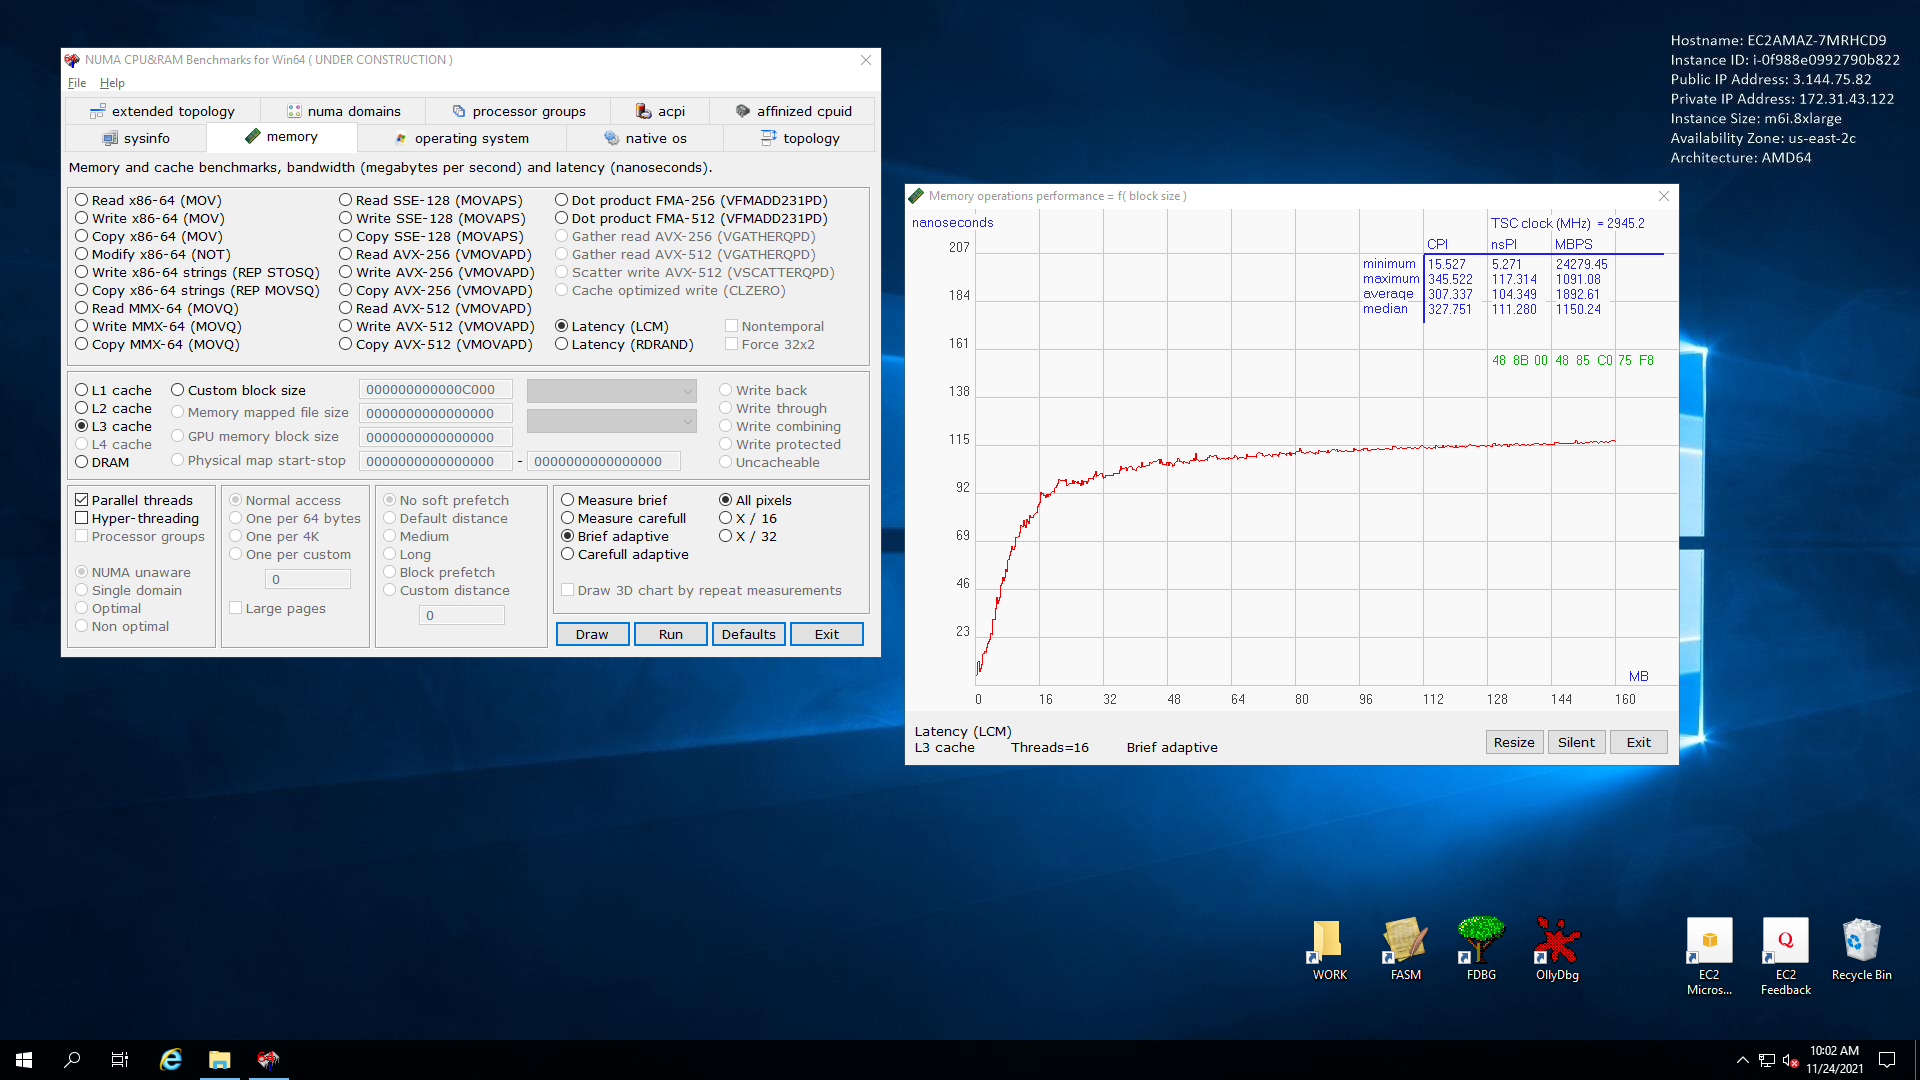 Hostname: EC2AMAZ-7MRHCD9
Instance ID: i-0f988e0992790b822
Public IP Address: 3.144.75.82
Private IP Address: 172.31.43.122
Instance Size: m6i.8xlarge
Availability Zone: us-east-2c
Architecture: AMD64
NUMA CPU&RAM Benchmarks for Win64 ( UNDER CONSTRUCTION )
File Help
extended topology numa domains processor groups acpi affinized cpuid
sysinfo memory operating system native os topology
Memory and cache benchmarks, bandwidth (megabytes per second) and latency (nanoseconds).
Read x86-64 (MOV) Read SSE-128 (MOVAPS) Dot product FMA-256 (VFMADD231PD)
Write x86-64 (MOV) Write SSE-128 (MOVAPS) Dot product FMA-512 (VFMADD231PD)
Copy x86-64 (MOV) Copy SSE-128 (MOVAPS) Gather read AVX-256 (VGATHERQPD)
Modify x86-64 (NOT) Read AVX-256 (VMOVAPD) Gather read AVX-512 (VGATHERQPD)
Write x86-64 strings (REP STOSQ) Write AVX-256 (VMOVAPD) Scatter write AVX-512 (VSCATTERQPD)
Copy x86-64 strings (REP MOVSQ) Copy AVX-256 (VMOVAPD) Cache optimized write (CLZERO)
Read MMX-64 (MOVQ) Read AVX-512 (VMOVAPD)
Write MMX-64 (MOVQ) Write AVX-512 (VMOVAPD) Latency (LCM) Nontemporal
Copy MMX-64 (MOVQ) Copy AVX-512 (VMOVAPD) Latency (RDRAND) Force 32x2
L1 cache Custom block size 000000000000C000 Write back
L2 cache Memory mapped file size 0000000000000000 Write through
L3 cache Write combining
L4 cache GPU memory block size 0000000000000000 Write protected
DRAM Physical map start-stop 0000000000000000 - 0000000000000000 Uncacheable
Parallel threads Normal access No soft prefetch Measure brief All pixels
Hyper-threading One per 64 bytes Default distance Measure carefull X / 16
Processor groups One per 4K Medium Brief adaptive X / 32
One per custom Long Carefull adaptive
NUMA unaware 0 Block prefetch
Single domain Custom distance Draw 3D chart by repeat measurements
Optimal Large pages 0
Non optimal
Draw Run Defaults Exit
Memory operations performance = f( block size )
nanoseconds TSC clock (MHz) = 2945.2
207 CPI nsPI MBPS
minimum 15.527 5.271 24279.45
maximum 345.522 117.314 1091.08
average 307.337 104.349 1892.61
median 327.751 111.280 1150.24
184
161
48 8B 00 48 85 C0 75 F8
138
115
92
69
46
23
MB
0 16 32 48 64 80 96 112 128 144 160
Latency (LCM)
L3 cache Threads=16 Brief adaptive
Resize Silent Exit
WORK FASM FDBG OllyDbg
EC2 Micros...
EC2 Feedback
Recycle Bin
10:02 AM
11/24/2021